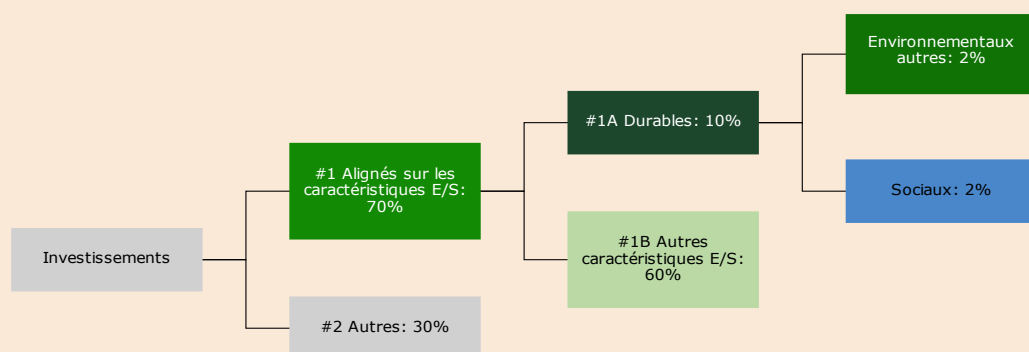 Environnementaux
autres: 2%
#1A Durables: 10%
#1 Alignés sur les
caractéristiques E/S:
70%
Sociaux: 2%
Investissements
#1B Autres
caractéristiques E/S:
60%
#2 Autres: 30%